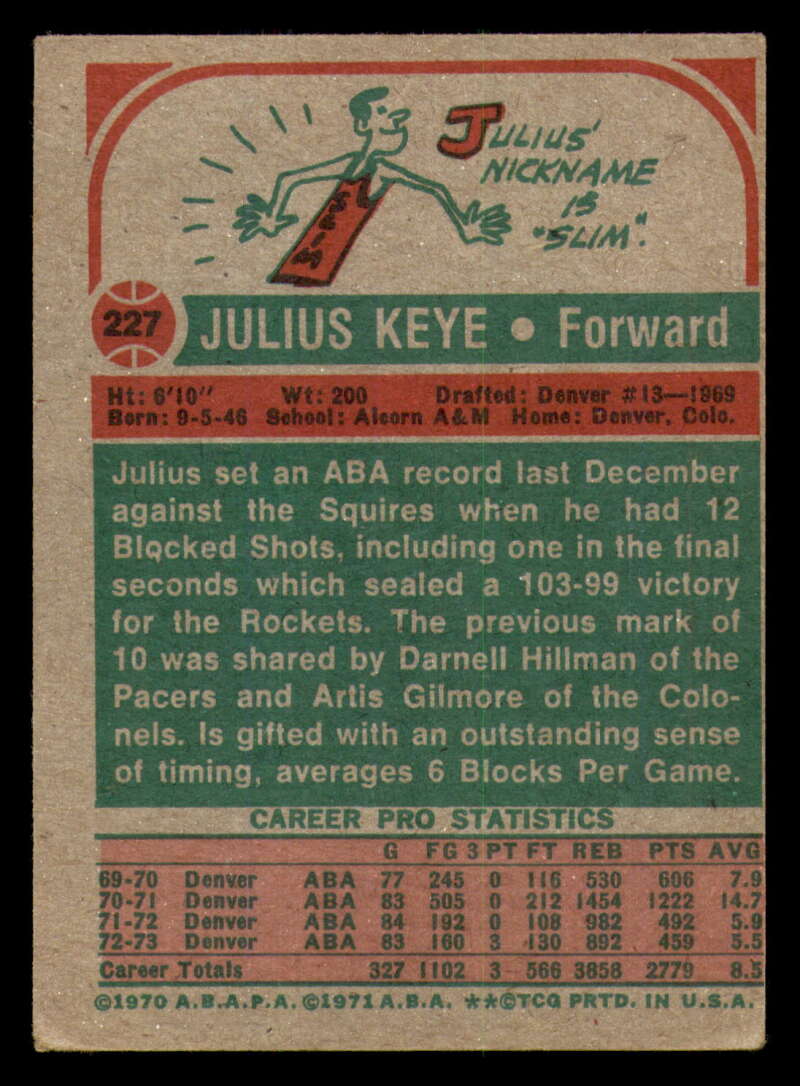 JULIUS'
NICKNAME
IS
"SLIM".
SLIM
227
JULIUS KEYE • Forward
Ht: 6'10" Wt: 200 Drafted: Denver #13—1969
Born: 9-5-46 School: Alcorn A&M Home: Denver, Colo.
Julius set an ABA record last December
against the Squires when he had 12
Blocked Shots, including one in the final
seconds which sealed a 103-99 victory
for the Rockets. The previous mark of
10 was shared by Darnell Hillman of the
Pacers and Artis Gilmore of the Colo-
nels. Is gifted with an outstanding sense
of timing, averages 6 Blocks Per Game.
CAREER PRO STATISTICS
G FG 3PT FT REB PTS AVG
69-70 Denver ABA 77 245 0 116 530 606 7.9
70-71 Denver ABA 83 505 0 212 1454 1222 14.7
71-72 Denver ABA 84 192 0 108 982 492 5.9
72-73 Denver ABA 83 160 3 130 892 459 5.5
Career Totals 327 1102 3 566 3858 2779 8.5
©1970 A.B.A.P.A. ©1971 A.B.A. **©TCG PRTD. IN U.S.A.